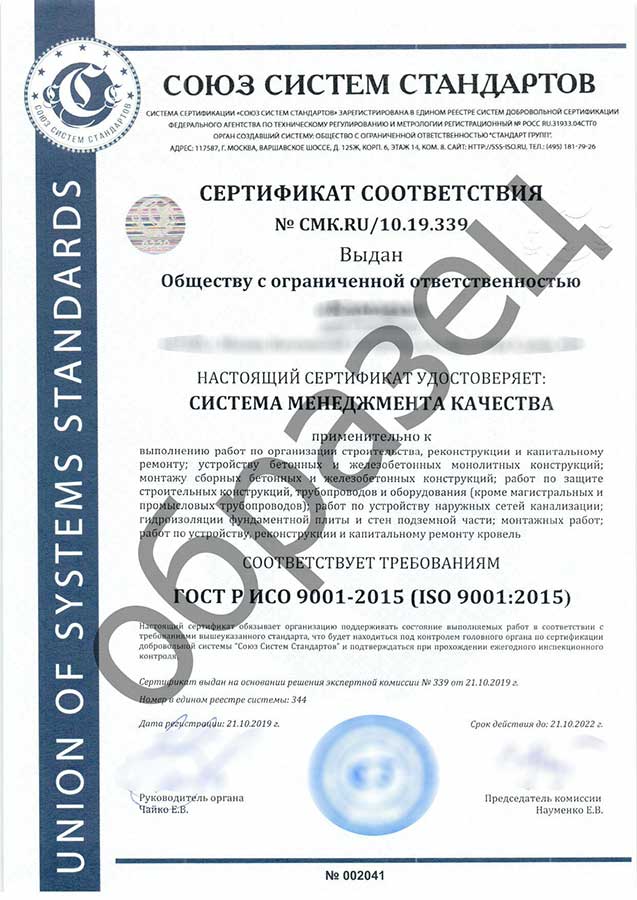 СОЮЗ СИСТЕМ СТАНДАРТОВ
СОЮЗ СИСТЕМ СТАНДАРТОВ
СИСТЕМА СЕРТИФИКАЦИИ «СОЮЗ СИСТЕМ СТАНДАРТОВ» ЗАРЕГИСТРИРОВАНА В ЕДИНОМ РЕЕСТРЕ СИСТЕМ ДОБРОВОЛЬНОЙ СЕРТИФИКАЦИИ
ФЕДЕРАЛЬНОГО АГЕНТСТВА ПО ТЕХНИЧЕСКОМУ РЕГУЛИРОВАНИЮ И МЕТРОЛОГИИ РЕГИСТРАЦИОННЫЙ № РОСС RU.31933.04СТГ0
ОРГАН СОЗДАВШИЙ СИСТЕМУ: ОБЩЕСТВО С ОГРАНИЧЕННОЙ ОТВЕТСТВЕННОСТЬЮ "СТАНДАРТ ГРУПП".
АДРЕС: 117587, Г. МОСКВА, ВАРШАВСКОЕ ШОССЕ, Д. 125Ж, КОРП. 6, ЭТАЖ 14, КОМ. 8. САЙТ: HTTP://SSS-ISO.RU, ТЕЛ.: (495) 181-79-26
UNION OF SYSTEMS STANDARDS
СЕРТИФИКАТ СООТВЕТСТВИЯ
№ СМК.RU/10.19.339
Выдан
Обществу с ограниченной ответственностью
НАСТОЯЩИЙ СЕРТИФИКАТ УДОСТОВЕРЯЕТ:
СИСТЕМА МЕНЕДЖМЕНТА КАЧЕСТВА
применительно к
выполнению работ по организации строительства, реконструкции и капитальному
ремонту; устройству бетонных и железобетонных монолитных конструкций;
монтажу сборных бетонных и железобетонных конструкций; работ по защите
строительных конструкций, трубопроводов и оборудования (кроме магистральных и
промысловых трубопроводов); работ по устройству наружных сетей канализации;
гидроизоляции фундаментной плиты и стен подземной части; монтажных работ;
работ по устройству, реконструкции и капитальному ремонту кровель
СООТВЕТСТВУЕТ ТРЕБОВАНИЯМ
ГОСТ Р ИСО 9001-2015 (ISO 9001:2015)
Настоящий сертификат обязывает организацию поддерживать состояние выполняемых работ в соответствии с
требованиями вышеуказанного стандарта, что будет находиться под контролем головного органа по сертификации
добровольной системы "Союз Систем Стандартов" и подтверждаться при прохождении ежегодного инспекционного
контроля.
Сертификат выдан на основании решения экспертной комиссии № 339 от 21.10.2019 г.
Номер в едином реестре системы: 344
Дата регистрации: 21.10.2019 г.
Срок действия до: 21.10.2022 г.
Руководитель органа
Чайко Е.В.
Председатель комиссии
Науменко Е.В.
№ 002041
образец